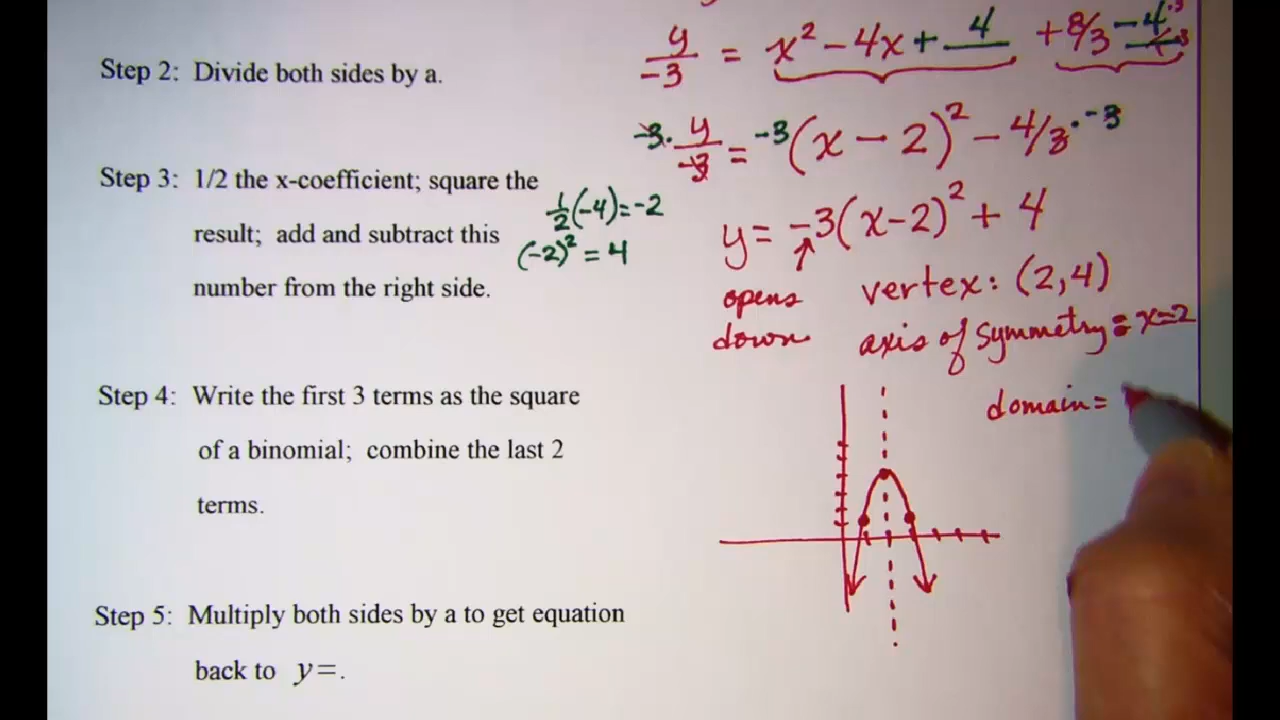 y/-3 = x² - 4x + 4 + 8/3 - 4·3
Step 2: Divide both sides by a.
-3· y/-3 = -3(x - 2)² - 4/3 · -3
Step 3: 1/2 the x-coefficient; square the
1/2(-4)=-2
result; add and subtract this
(-2)² = 4
number from the right side.
y = -3(x-2)² + 4
opens
down
vertex: (2,4)
axis of symmetry: x=2
domain=
Step 4: Write the first 3 terms as the square
of a binomial; combine the last 2
terms.
Step 5: Multiply both sides by a to get equation
back to y=.